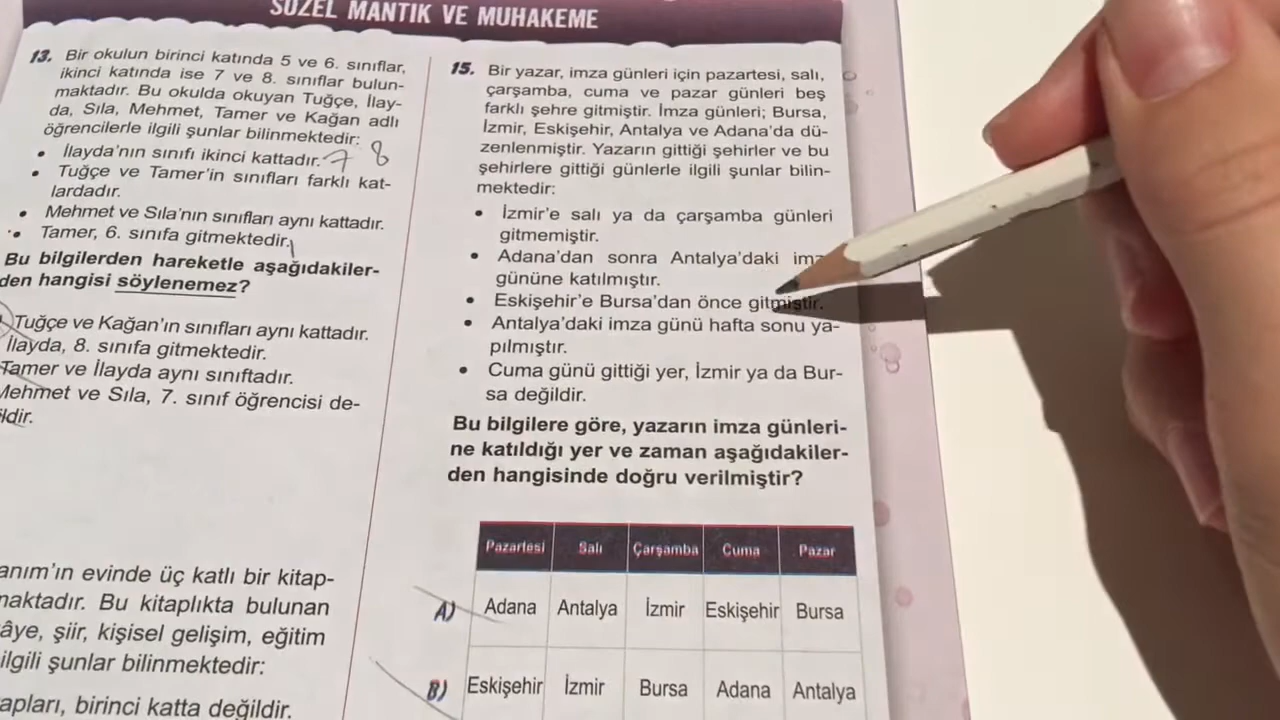 SÖZEL MANTIK VE MUHAKEME
13. Bir okulun birinci katında 5 ve 6. sınıflar,
ikinci katında ise 7 ve 8. sınıflar bulun-
maktadır. Bu okulda okuyan Tuğçe, İlay-
da, Sıla, Mehmet, Tamer ve Kağan adlı
öğrencilerle ilgili şunlar bilinmektedir:
• İlayda'nın sınıfı ikinci kattadır. 7 8
• Tuğçe ve Tamer'in sınıfları farklı kat-
lardadır.
• Mehmet ve Sıla'nın sınıfları aynı kattadır.
• Tamer, 6. sınıfa gitmektedir.
Bu bilgilerden hareketle aşağıdakiler-
den hangisi söylenemez?
Tuğçe ve Kağan'ın sınıfları aynı kattadır.
İlayda, 8. sınıfa gitmektedir.
Tamer ve İlayda aynı sınıftadır.
Mehmet ve Sıla, 7. sınıf öğrencisi de-
ildir.
anım'ın evinde üç katlı bir kitap-
maktadır. Bu kitaplıkta bulunan
âye, şiir, kişisel gelişim, eğitim
ilgili şunlar bilinmektedir:
apları, birinci katta değildir.
15. Bir yazar, imza günleri için pazartesi, salı,
çarşamba, cuma ve pazar günleri beş
farklı şehre gitmiştir. İmza günleri; Bursa,
İzmir, Eskişehir, Antalya ve Adana'da dü-
zenlenmiştir. Yazarın gittiği şehirler ve bu
şehirlere gittiği günlerle ilgili şunlar bilin-
mektedir:
• İzmir'e salı ya da çarşamba günleri
gitmemiştir.
• Adana'dan sonra Antalya'daki imz
gününe katılmıştır.
• Eskişehir'e Bursa'dan önce gitmiştir.
• Antalya'daki imza günü hafta sonu ya-
pılmıştır.
• Cuma günü gittiği yer, İzmir ya da Bur-
sa değildir.
Bu bilgilere göre, yazarın imza günleri-
ne katıldığı yer ve zaman aşağıdakiler-
den hangisinde doğru verilmiştir?
Pazartesi Salı Çarşamba Cuma Pazar
A) Adana Antalya İzmir Eskişehir Bursa
B) Eskişehir İzmir Bursa Adana Antalya